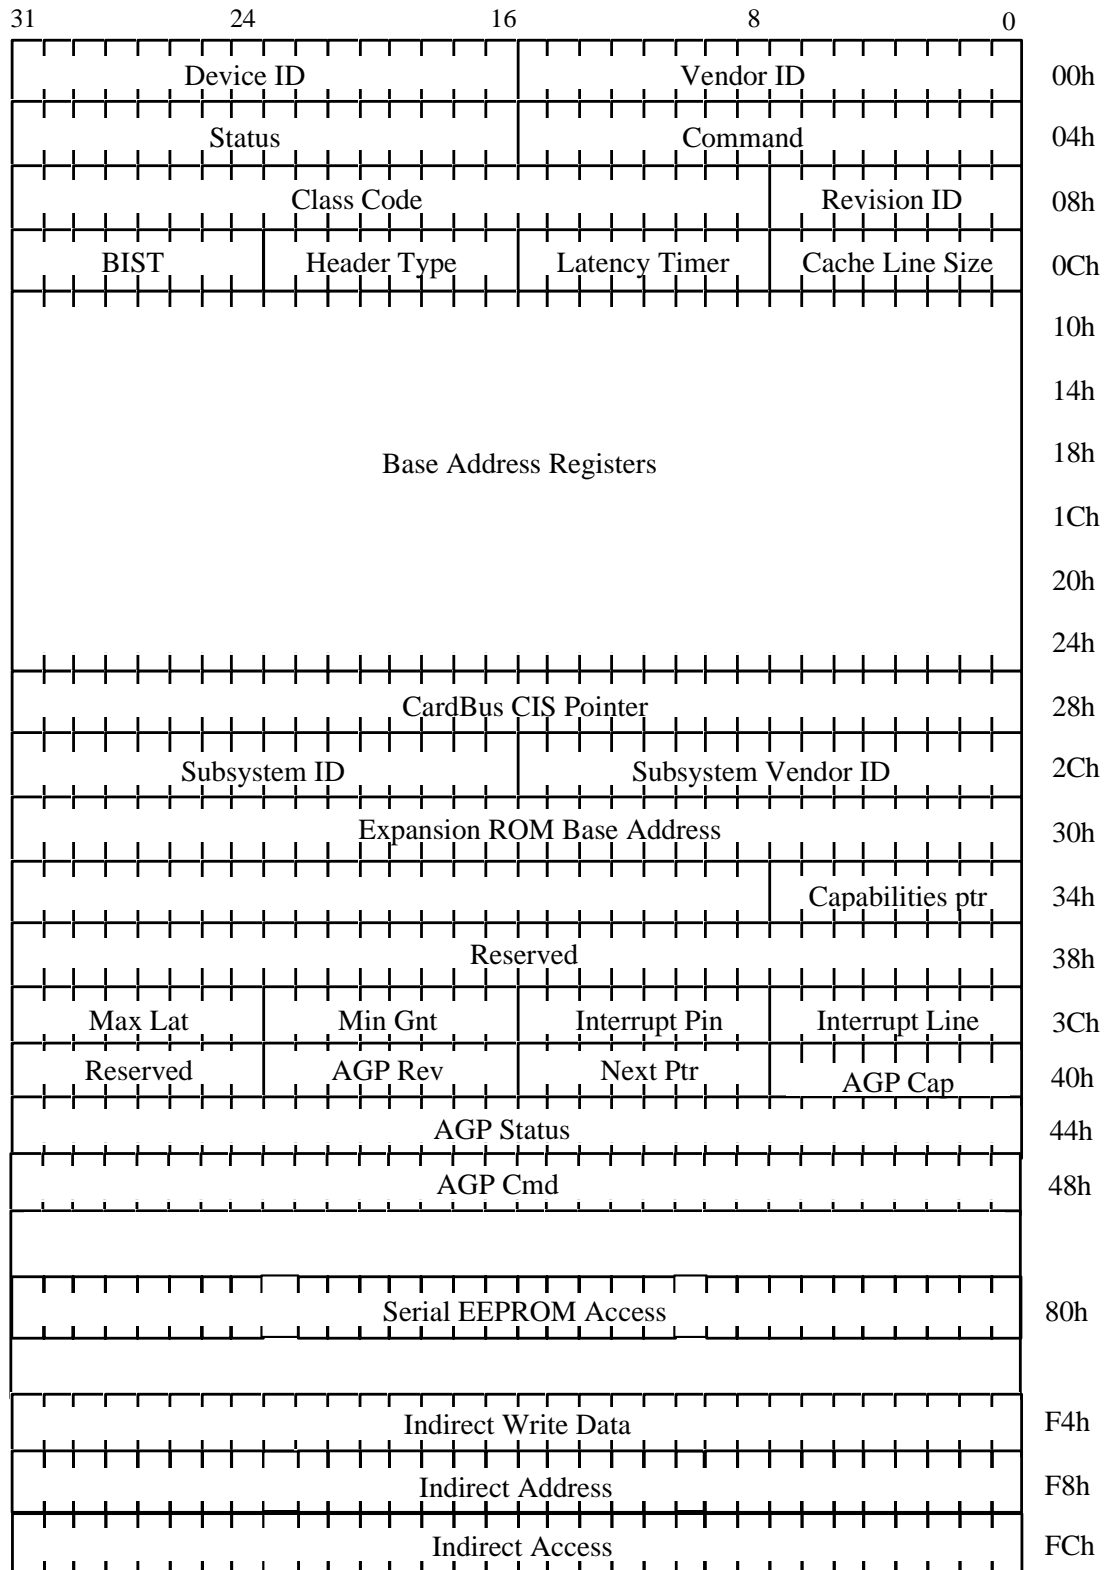 31 24 16 8 0
Device ID Vendor ID 00h
Status Command 04h
Class Code Revision ID 08h
BIST Header Type Latency Timer Cache Line Size 0Ch
10h
14h
18h
Base Address Registers
1Ch
20h
24h
CardBus CIS Pointer 28h
Subsystem ID Subsystem Vendor ID 2Ch
Expansion ROM Base Address 30h
Capabilities ptr 34h
Reserved 38h
Max Lat Min Gnt Interrupt Pin Interrupt Line 3Ch
Reserved AGP Rev Next Ptr AGP Cap 40h
AGP Status 44h
AGP Cmd 48h
Serial EEPROM Access 80h
Indirect Write Data F4h
Indirect Address F8h
Indirect Access FCh